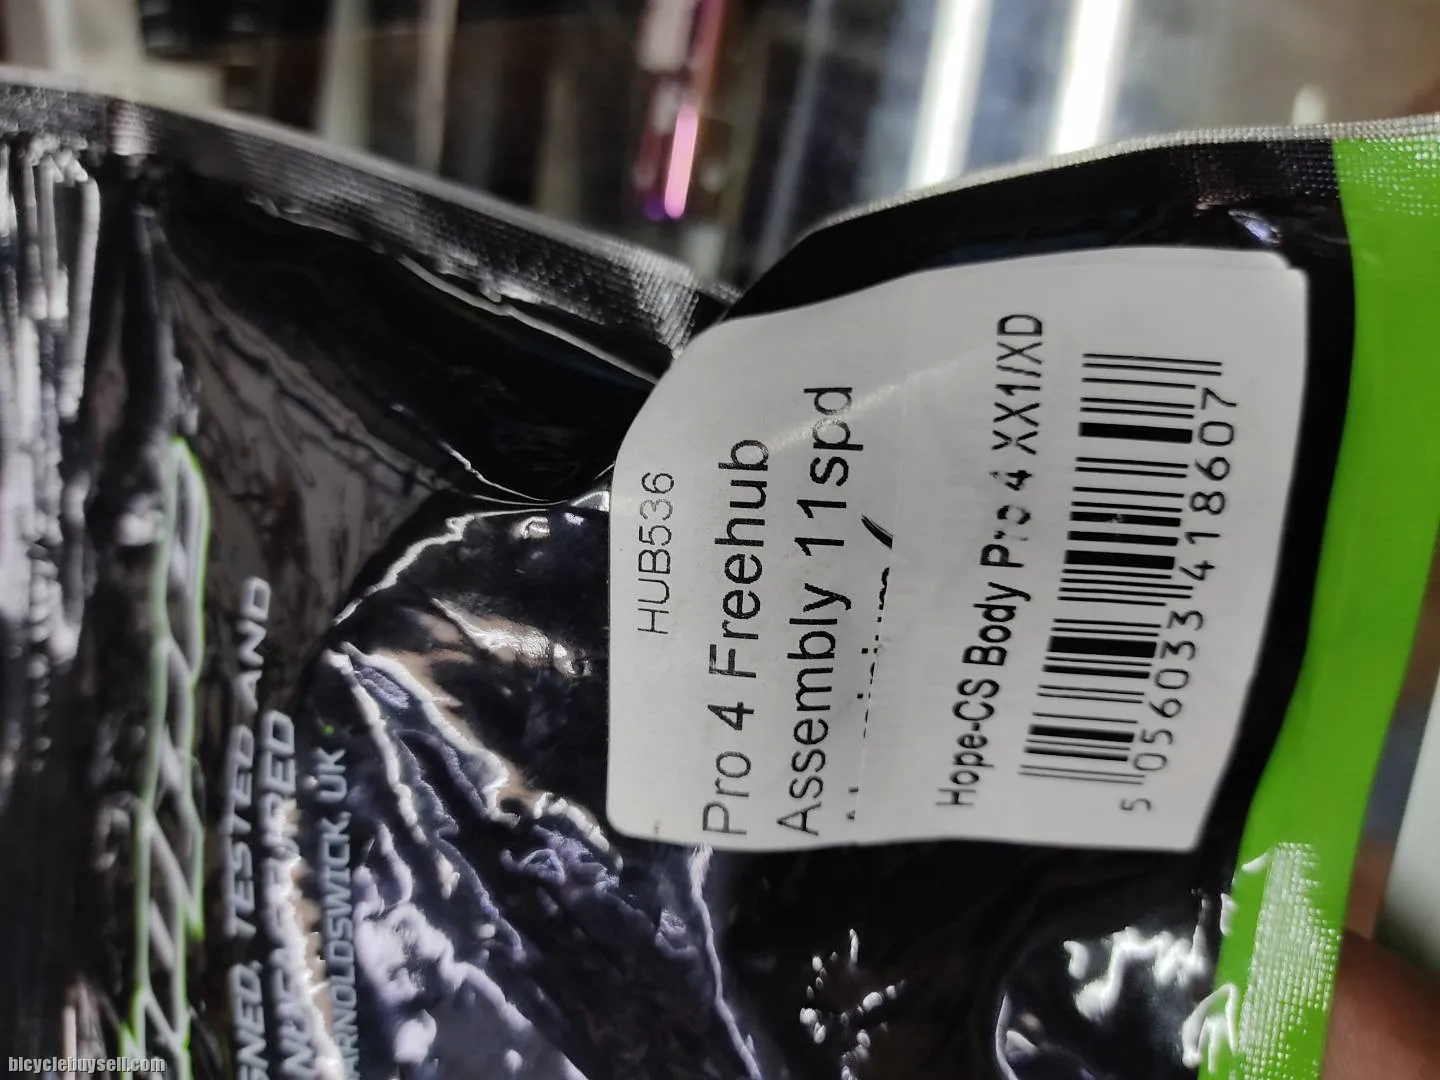 HUB536
Pro 4 Freehub
Assembly 11spd
Hope-CS Body Pro 4 XX1/XD
5 056033 418607
TESTED AND
ARNOLDSWICK, UK
bicyclebuysell.com